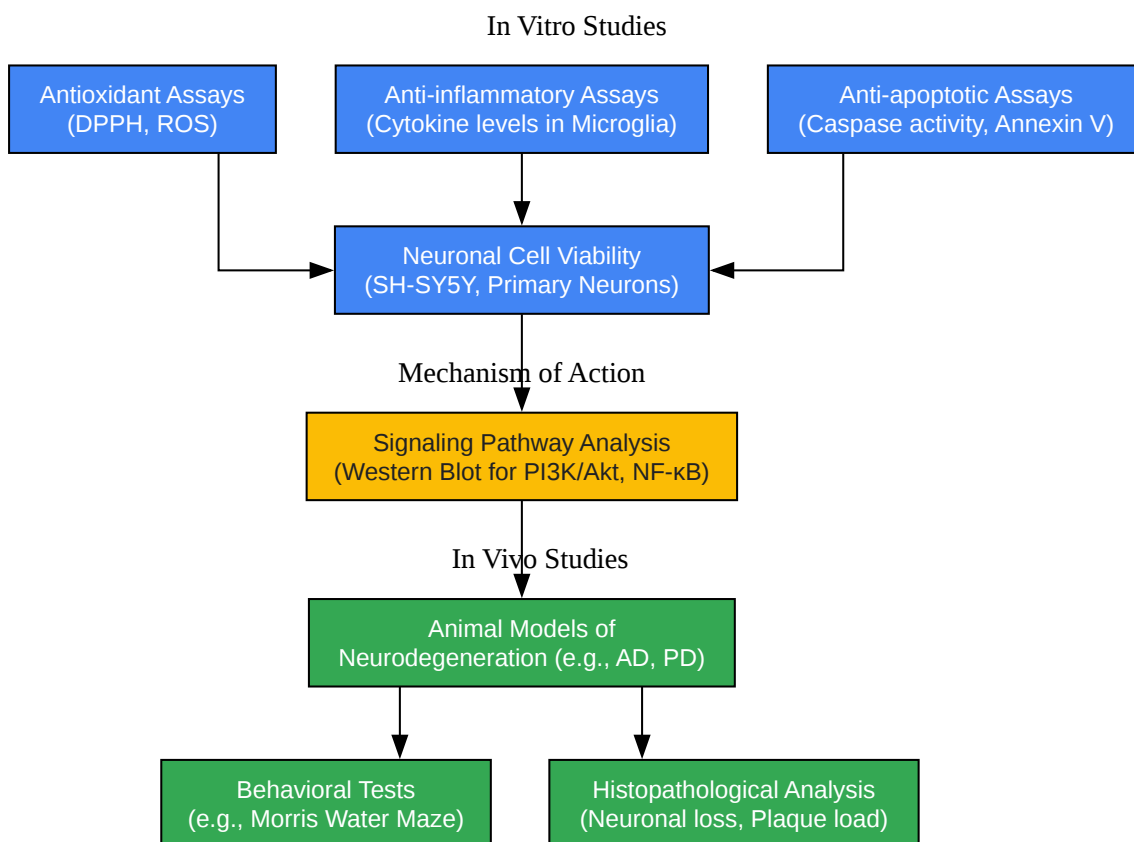 In Vitro Studies
Antioxidant Assays
(DPPH, ROS)
Anti-inflammatory Assays
(Cytokine levels in Microglia)
Anti-apoptotic Assays
(Caspase activity, Annexin V)
Neuronal Cell Viability
(SH-SY5Y, Primary Neurons)
Mechanism of Action
Signaling Pathway Analysis
(Western Blot for PI3K/Akt, NF-κB)
In Vivo Studies
Animal Models of
Neurodegeneration (e.g., AD, PD)
Behavioral Tests
(e.g., Morris Water Maze)
Histopathological Analysis
(Neuronal loss, Plaque load)